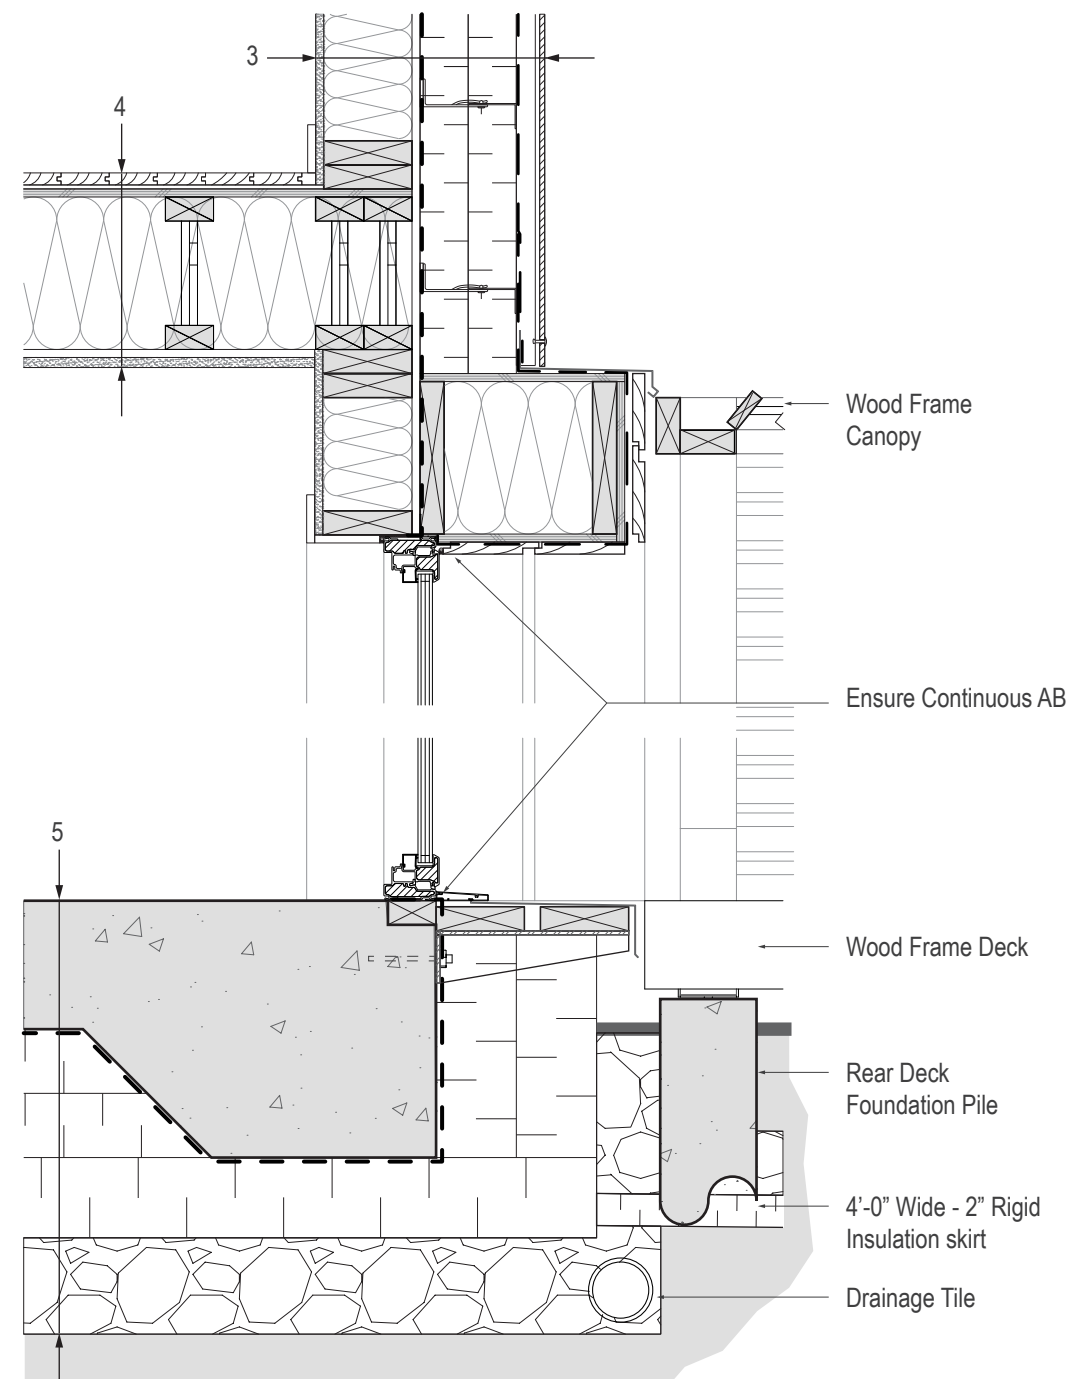 3
4
Wood Frame
Canopy
Ensure Continuous AB
5
Wood Frame Deck
Rear Deck
Foundation Pile
4’-0” Wide - 2” Rigid
Insulation skirt
Drainage Tile